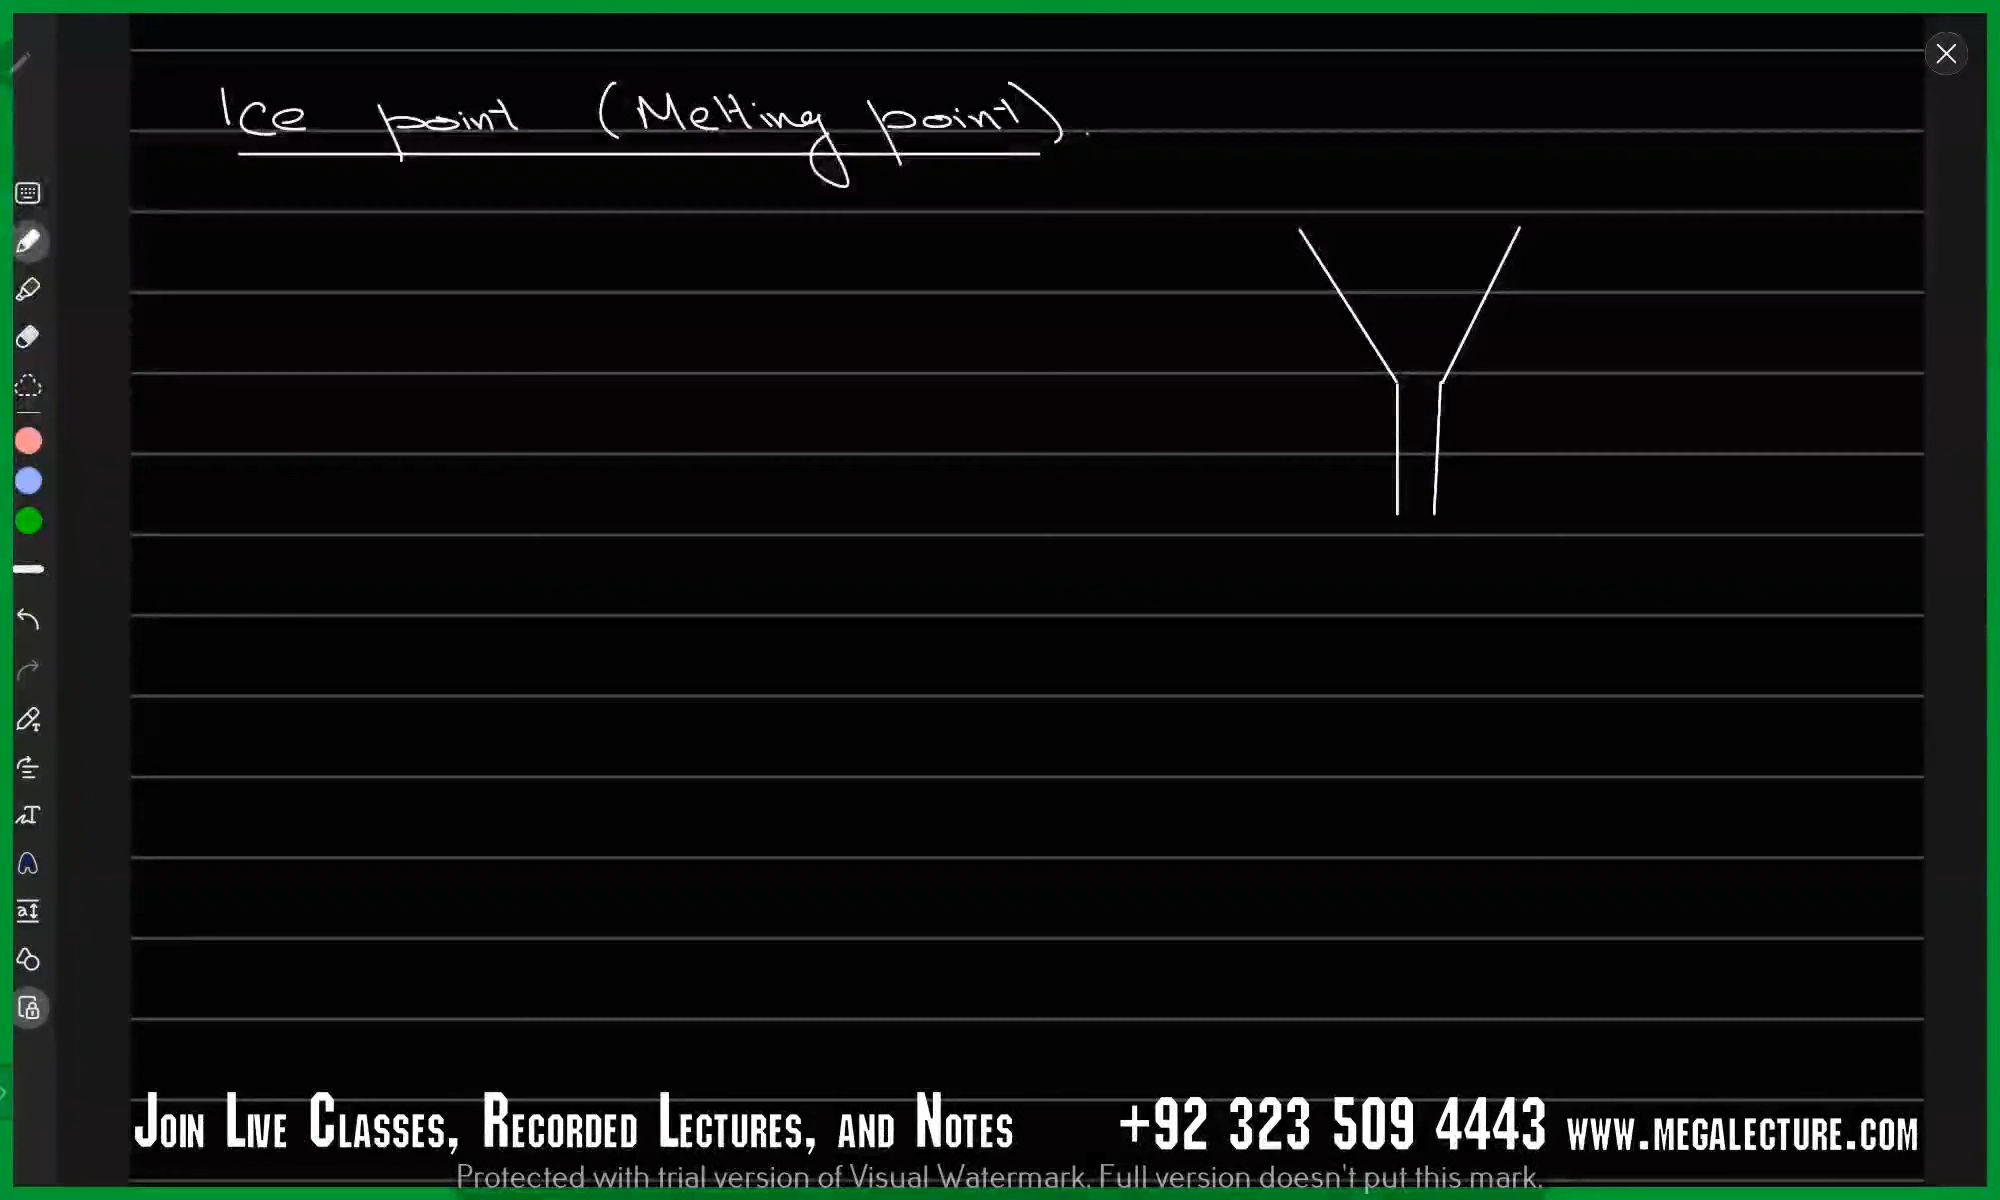 Ice point (Melting point).
JOIN LIVE CLASSES, RECORDED LECTURES, AND NOTES +92 323 509 4443 WWW.MEGALECTURE.COM
Protected with trial version of Visual Watermark. Full version doesn't put this mark.